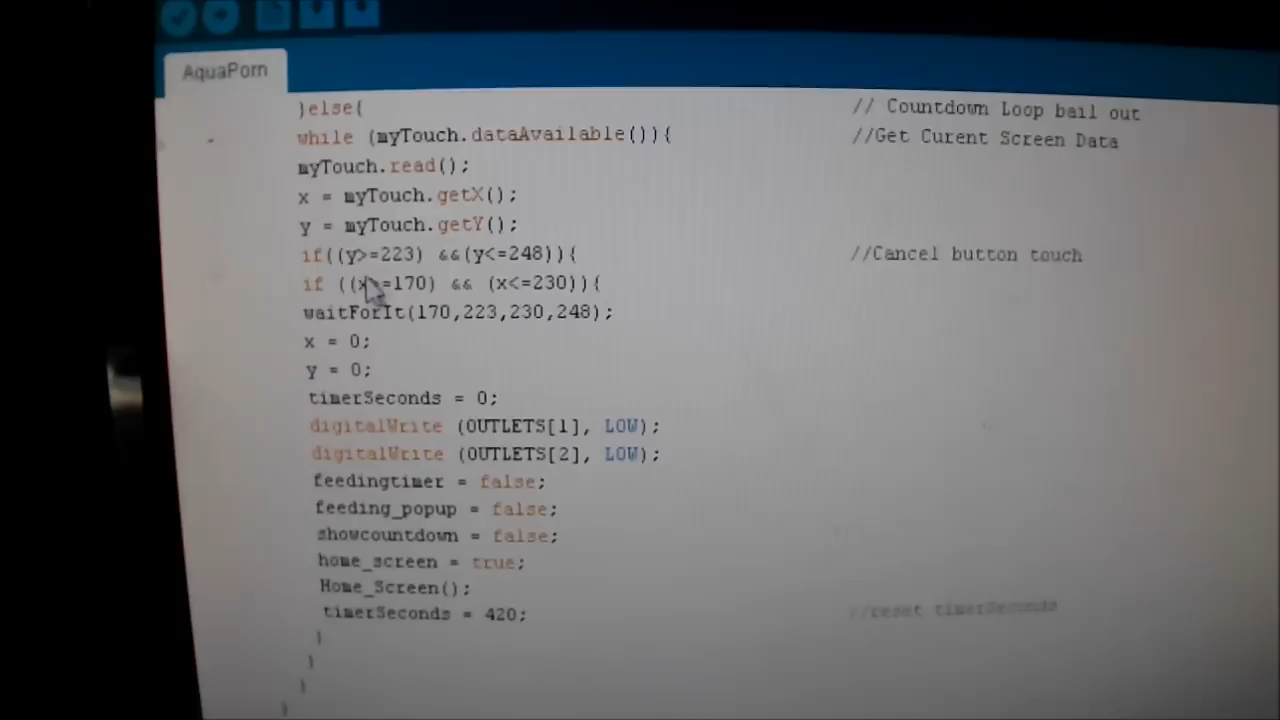 AquaPorn
}else{ // Countdown Loop bail out
while (myTouch.dataAvailable()){ //Get Curent Screen Data
myTouch.read();
x = myTouch.getX();
y = myTouch.getY();
if((y>=223) &&(y<=248)){ //Cancel button touch
if ((x>=170) && (x<=230)){
waitForIt(170,223,230,248);
x = 0;
y = 0;
timerSeconds = 0;
digitalWrite (OUTLETS[1], LOW);
digitalWrite (OUTLETS[2], LOW);
feedingtimer = false;
feeding_popup = false;
showcountdown = false;
home_screen = true;
Home_Screen();
timerSeconds = 420; //reset timerSeconds
}
}
}
}